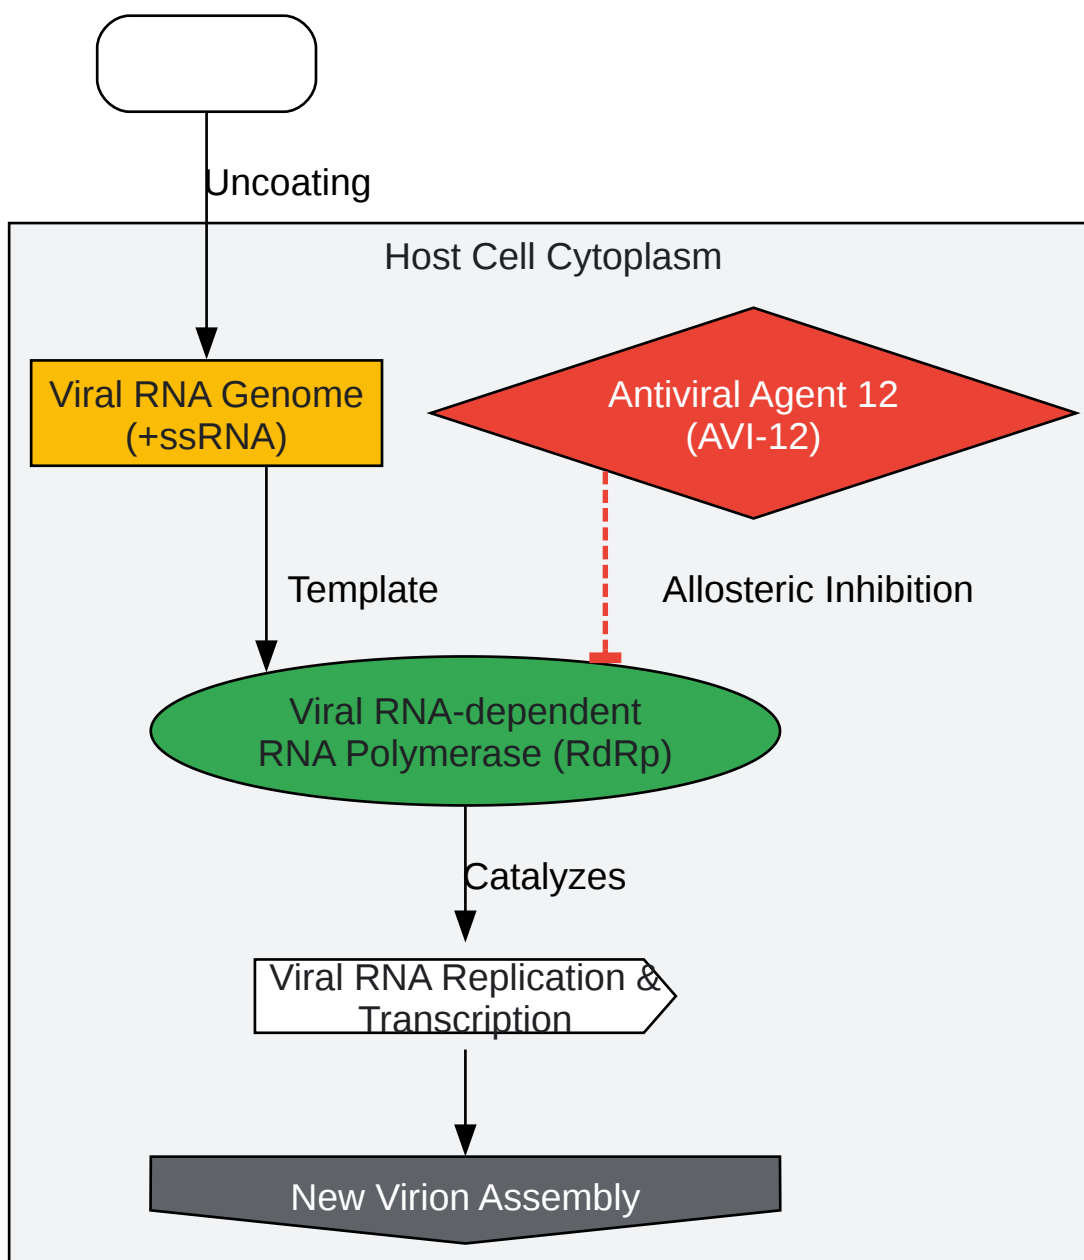 Uncoating
Host Cell Cytoplasm
Viral RNA Genome
(+ssRNA)
Antiviral Agent 12
(AVI-12)
Template
Allosteric Inhibition
Viral RNA-dependent
RNA Polymerase (RdRp)
Catalyzes
Viral RNA Replication &
Transcription
New Virion Assembly